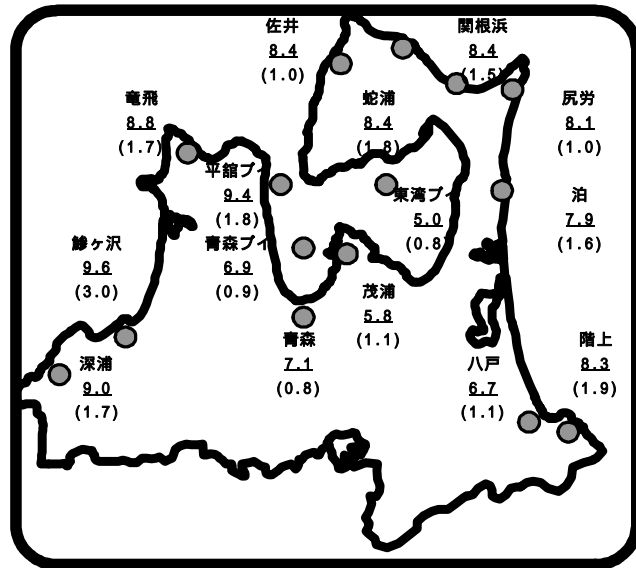 佐井
8.4
(1.0)
関根浜
8.4
(1.5)
竜飛
8.8
(1.7)
蛇浦
8.4
(1.8)
尻労
8.1
(1.0)
平舘ブイ
9.4
(1.8)
東湾ブイ
5.0
(0.8)
泊
7.9
(1.6)
鰺ヶ沢
9.6
(3.0)
青森ブイ
6.9
(0.9)
茂浦
5.8
(1.1)
青森
7.1
(0.8)
深浦
9.0
(1.7)
八戸
6.7
(1.1)
階上
8.3
(1.9)